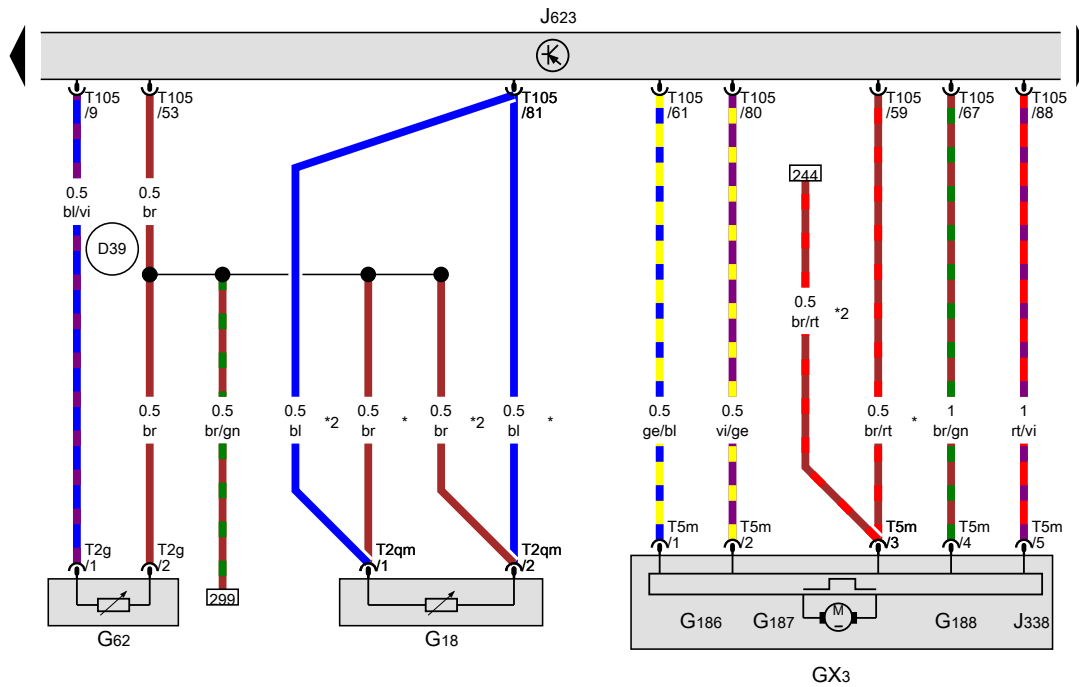 J623
T105
/9
T105
/53
T105
/81
T105
/61
T105
/80
T105
/59
T105
/67
T105
/88
244
0.5
bl/vi
0.5
br
D39
0.5
br/rt
*2
0.5
br
0.5
br/gn
0.5
bl
*2
0.5
br
*
0.5
br
*2
0.5
bl
*
0.5
ge/bl
0.5
vi/ge
0.5
br/rt
*
1
br/gn
1
rt/vi
T2g
/1
T2g
/2
T2qm
/1
T2qm
/2
T5m
/1
T5m
/2
T5m
/3
T5m
/4
T5m
/5
299
M
G62
G18
G186
G187
G188
J338
GX3